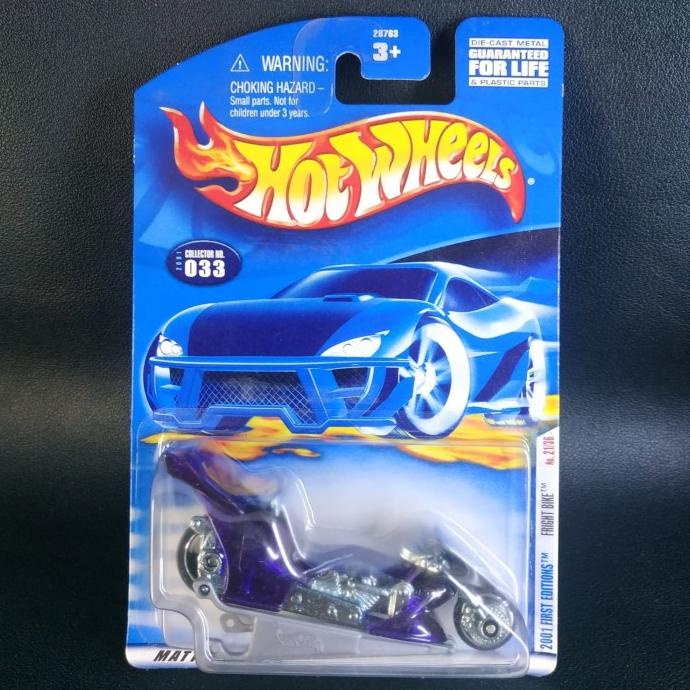 28763
3+
DIE-CAST METAL
GUARANTEED
FOR LIFE
& PLASTIC PARTS
⚠ WARNING:
CHOKING HAZARD –
Small parts. Not for
children under 3 years.
HOT WHEELS®
2001 COLLECTOR NO.
033
No. 21/36
2001 FIRST EDITIONS™ FRIGHT BIKE™
MATT